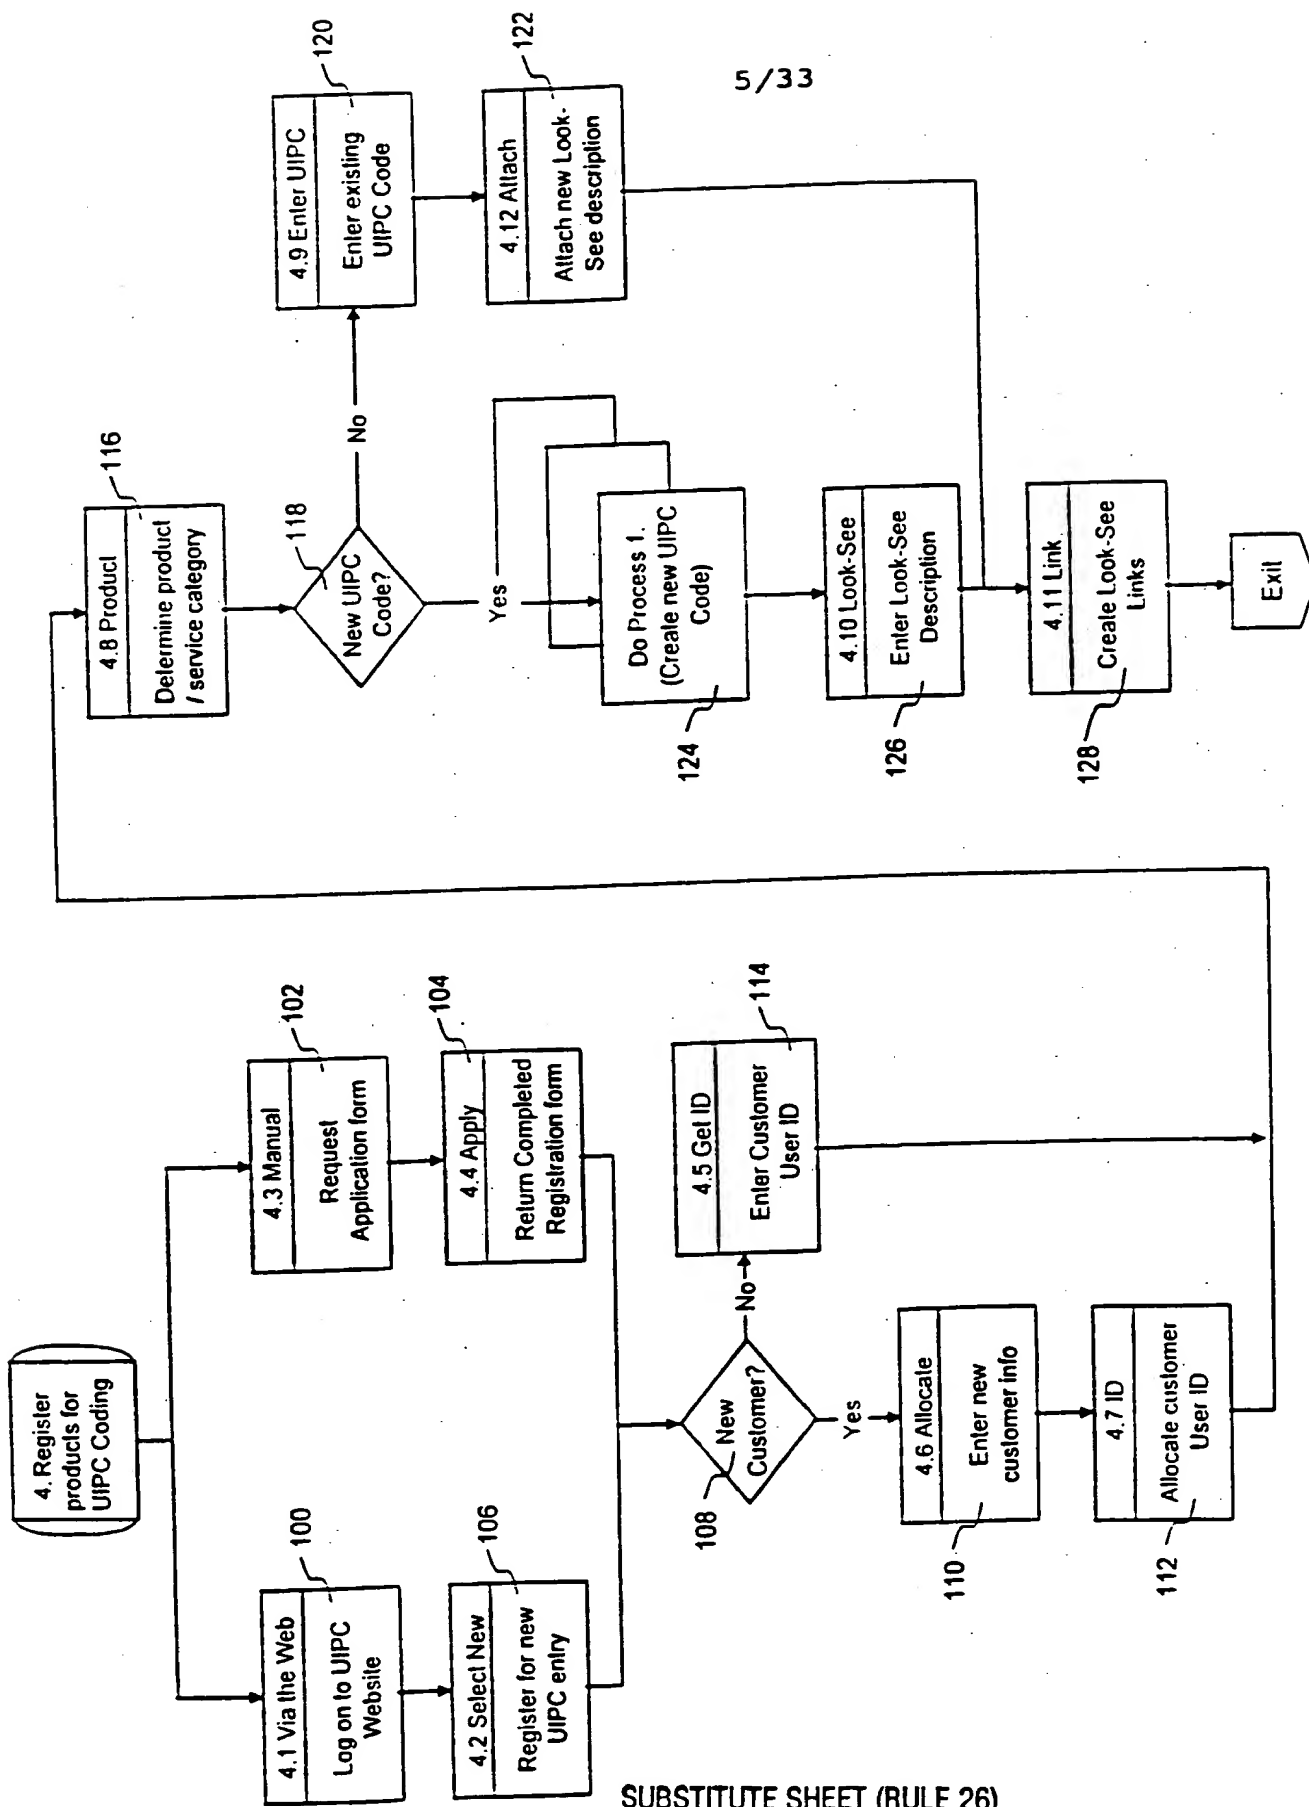 5/33
4. Register
products for
UIPC Coding
4.1 Via the Web
Log on to UIPC
Website
100
4.2 Select New
Register for new
UIPC entry
106
4.3 Manual
Request
Application form
102
4.4 Apply
Return Completed
Registration form
104
New
Customer?
108
No
Yes
4.5 Get ID
Enter Customer
User ID
114
4.6 Allocate
Enter new
customer info
110
4.7 ID
Allocate customer
User ID
112
4.8 Product
Determine product
/ service category
116
New UIPC
Code?
118
No
Yes
4.9 Enter UIPC
Enter existing
UIPC Code
120
4.12 Attach
Attach new Look-
See description
122
Do Process 1.
(Create new UIPC
Code)
124
4.10 Look-See
Enter Look-See
Description
126
4.11 Link
Create Look-See
Links
128
Exit
SUBSTITUTE SHEET (RULE 26)